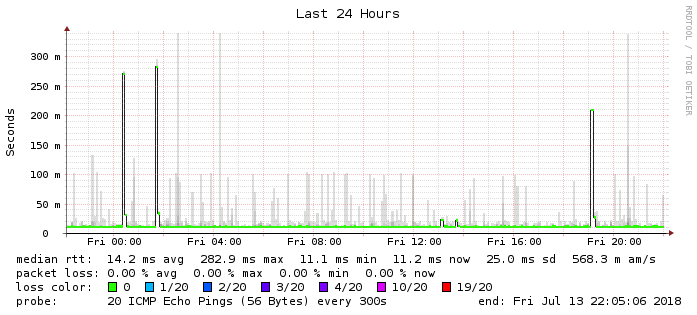 Last 24 Hours
RRDTOOL / TOBI OETIKER
Seconds
300 m
250 m
200 m
150 m
100 m
50 m
0
Fri 00:00 Fri 04:00 Fri 08:00 Fri 12:00 Fri 16:00 Fri 20:00
median rtt: 14.2 ms avg 282.9 ms max 11.1 ms min 11.2 ms now 25.0 ms sd 568.3 m am/s
packet loss: 0.00 % avg 0.00 % max 0.00 % min 0.00 % now
loss color: 0 1/20 2/20 3/20 4/20 10/20 19/20
probe: 20 ICMP Echo Pings (56 Bytes) every 300s end: Fri Jul 13 22:05:06 2018